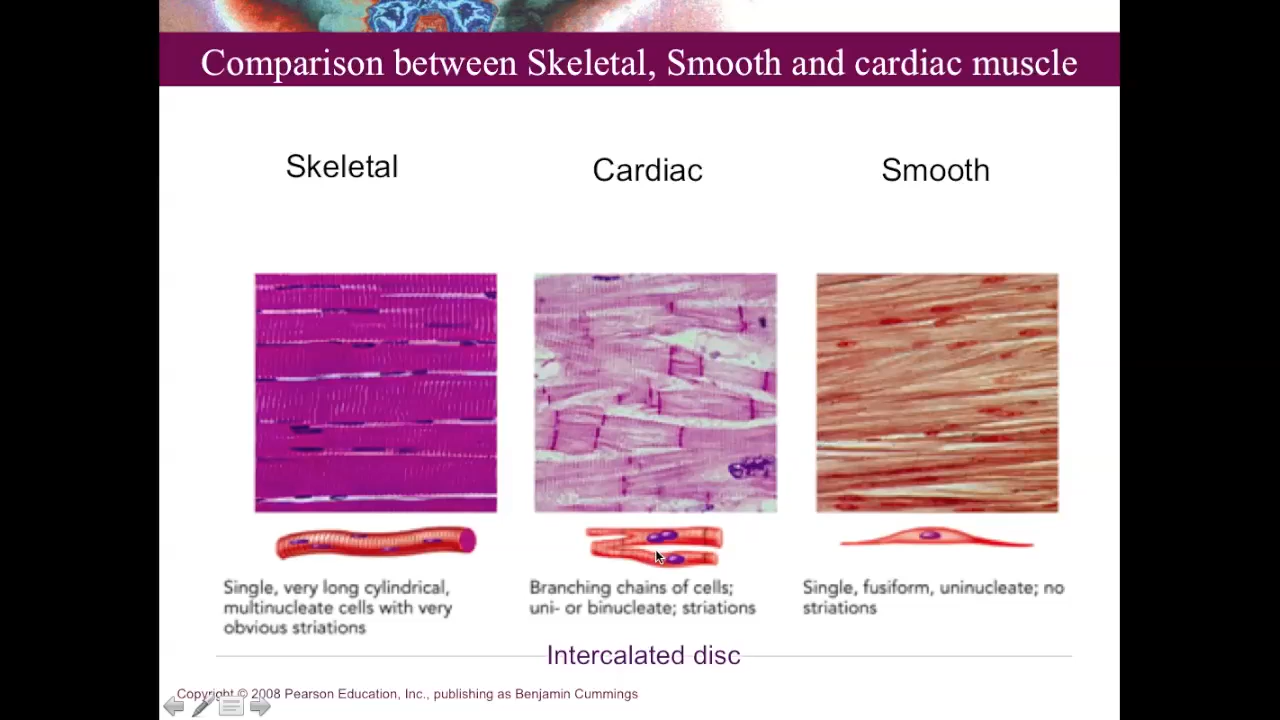 Comparison between Skeletal, Smooth and cardiac muscle
Skeletal
Cardiac
Smooth
Single, very long cylindrical,
multinucleate cells with very
obvious striations
Branching chains of cells;
uni- or binucleate; striations
Single, fusiform, uninucleate; no
striations
Intercalated disc
Copyright © 2008 Pearson Education, Inc., publishing as Benjamin Cummings